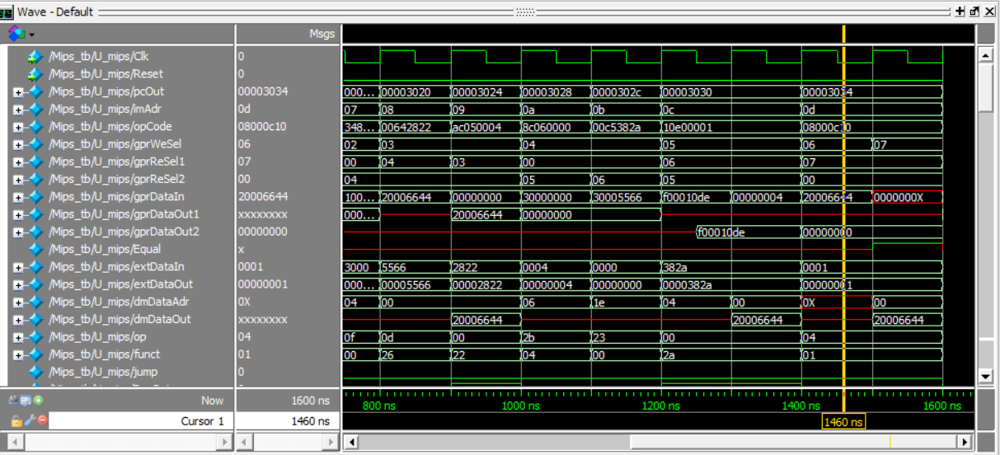 Wave - Default
Msgs
/Mips_tb/U_mips/Clk 0
/Mips_tb/U_mips/Reset 0
/Mips_tb/U_mips/pcOut 00003034 000... 00003020 00003024 00003028 0000302c 00003030 00003034
/Mips_tb/U_mips/imAdr 0d 07 08 09 0a 0b 0c 0d
/Mips_tb/U_mips/opCode 08000c10 348... 00642822 ac050004 8c060000 00c5382a 10e00001 08000c10
/Mips_tb/U_mips/gprWeSel 06 02 03 04 05 06 07
/Mips_tb/U_mips/gprReSel1 07 00 04 03 00 06 07
/Mips_tb/U_mips/gprReSel2 00 04 05 06 05 00
/Mips_tb/U_mips/gprDataIn 20006644 100... 20006644 00000000 30000000 30005566 f00010de 00000004 20006644 0000000X
/Mips_tb/U_mips/gprDataOut1 xxxxxxxx 000... 20006644 00000000
/Mips_tb/U_mips/gprDataOut2 00000000 f00010de 00000000
/Mips_tb/U_mips/Equal x
/Mips_tb/U_mips/extDataIn 0001 3000 5566 2822 0004 0000 382a 0001
/Mips_tb/U_mips/extDataOut 00000001 000... 00005566 00002822 00000004 00000000 0000382a 00000001
/Mips_tb/U_mips/dmDataAdr 0X 04 00 06 1e 04 00 0X 00
/Mips_tb/U_mips/dmDataOut xxxxxxxx 20006644 20006644 20006644
/Mips_tb/U_mips/op 04 0f 0d 00 2b 23 00 04
/Mips_tb/U_mips/funct 01 00 26 22 04 00 2a 01
/Mips_tb/U_mips/jump 0
Now 1600 ns 800 ns 1000 ns 1200 ns 1400 ns 1600 ns
Cursor 1 1460 ns 1460 ns